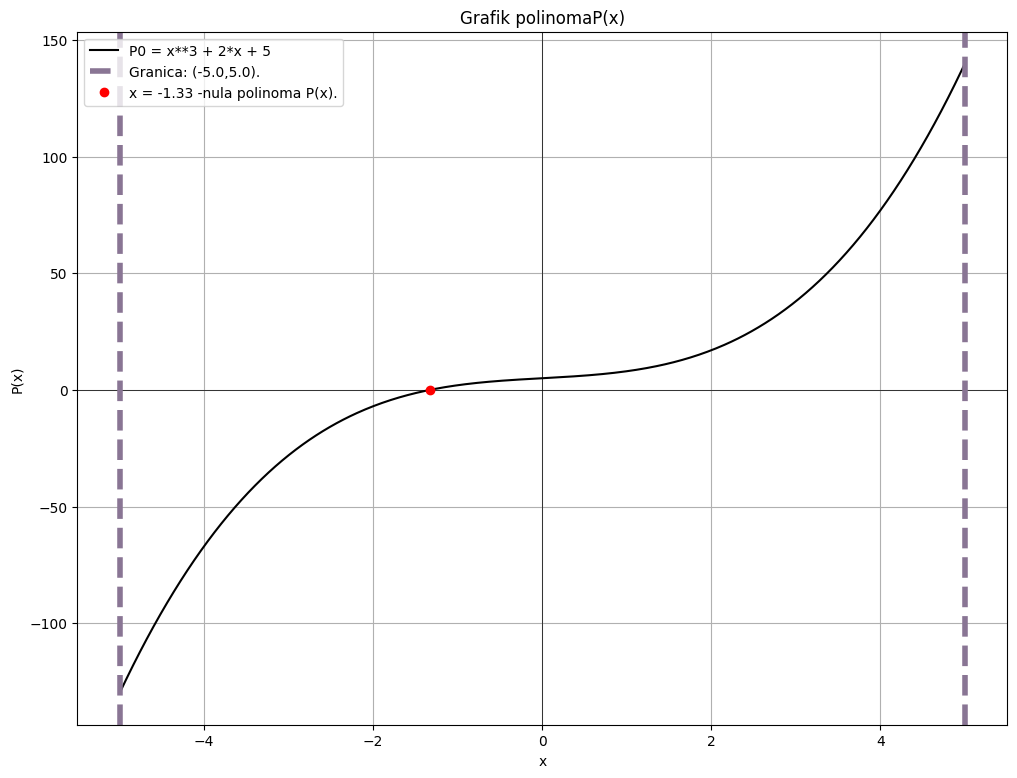 Grafik polinomaP(x)
P0 = x**3 + 2*x + 5
Granica: (-5.0,5.0).
x = -1.33 -nula polinoma P(x).
150
100
50
0
−50
−100
P(x)
−4
−2
0
2
4
x